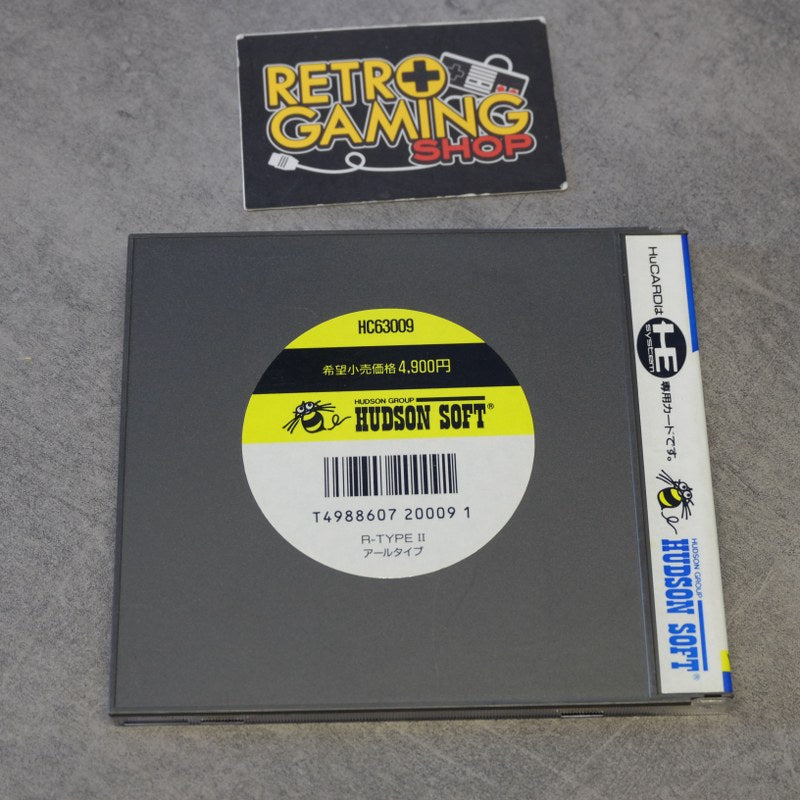 RETRO
GAMING
SHOP
HC63009
希望小売価格 4,900円
HUDSON GROUP
HUDSON SOFT®
T4988607 20009 1
R-TYPE II
アールタイプ
HuCARDは
HE
system
専用カードです。
HUDSON GROUP
HUDSON SOFT®